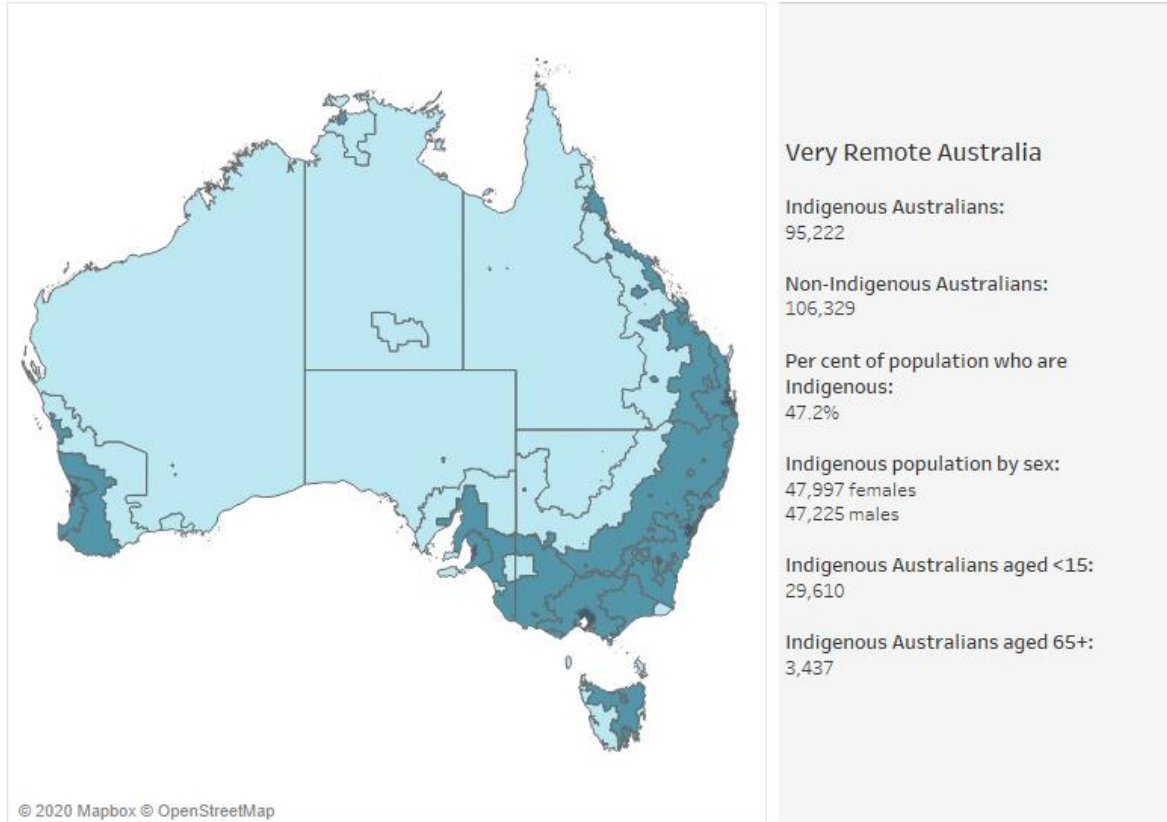 Very Remote Australia
Indigenous Australians:
95,222
Non-Indigenous Australians:
106,329
Per cent of population who are
Indigenous:
47.2%
Indigenous population by sex:
47,997 females
47,225 males
Indigenous Australians aged <15:
29,610
Indigenous Australians aged 65+:
3,437
© 2020 Mapbox © OpenStreetMap